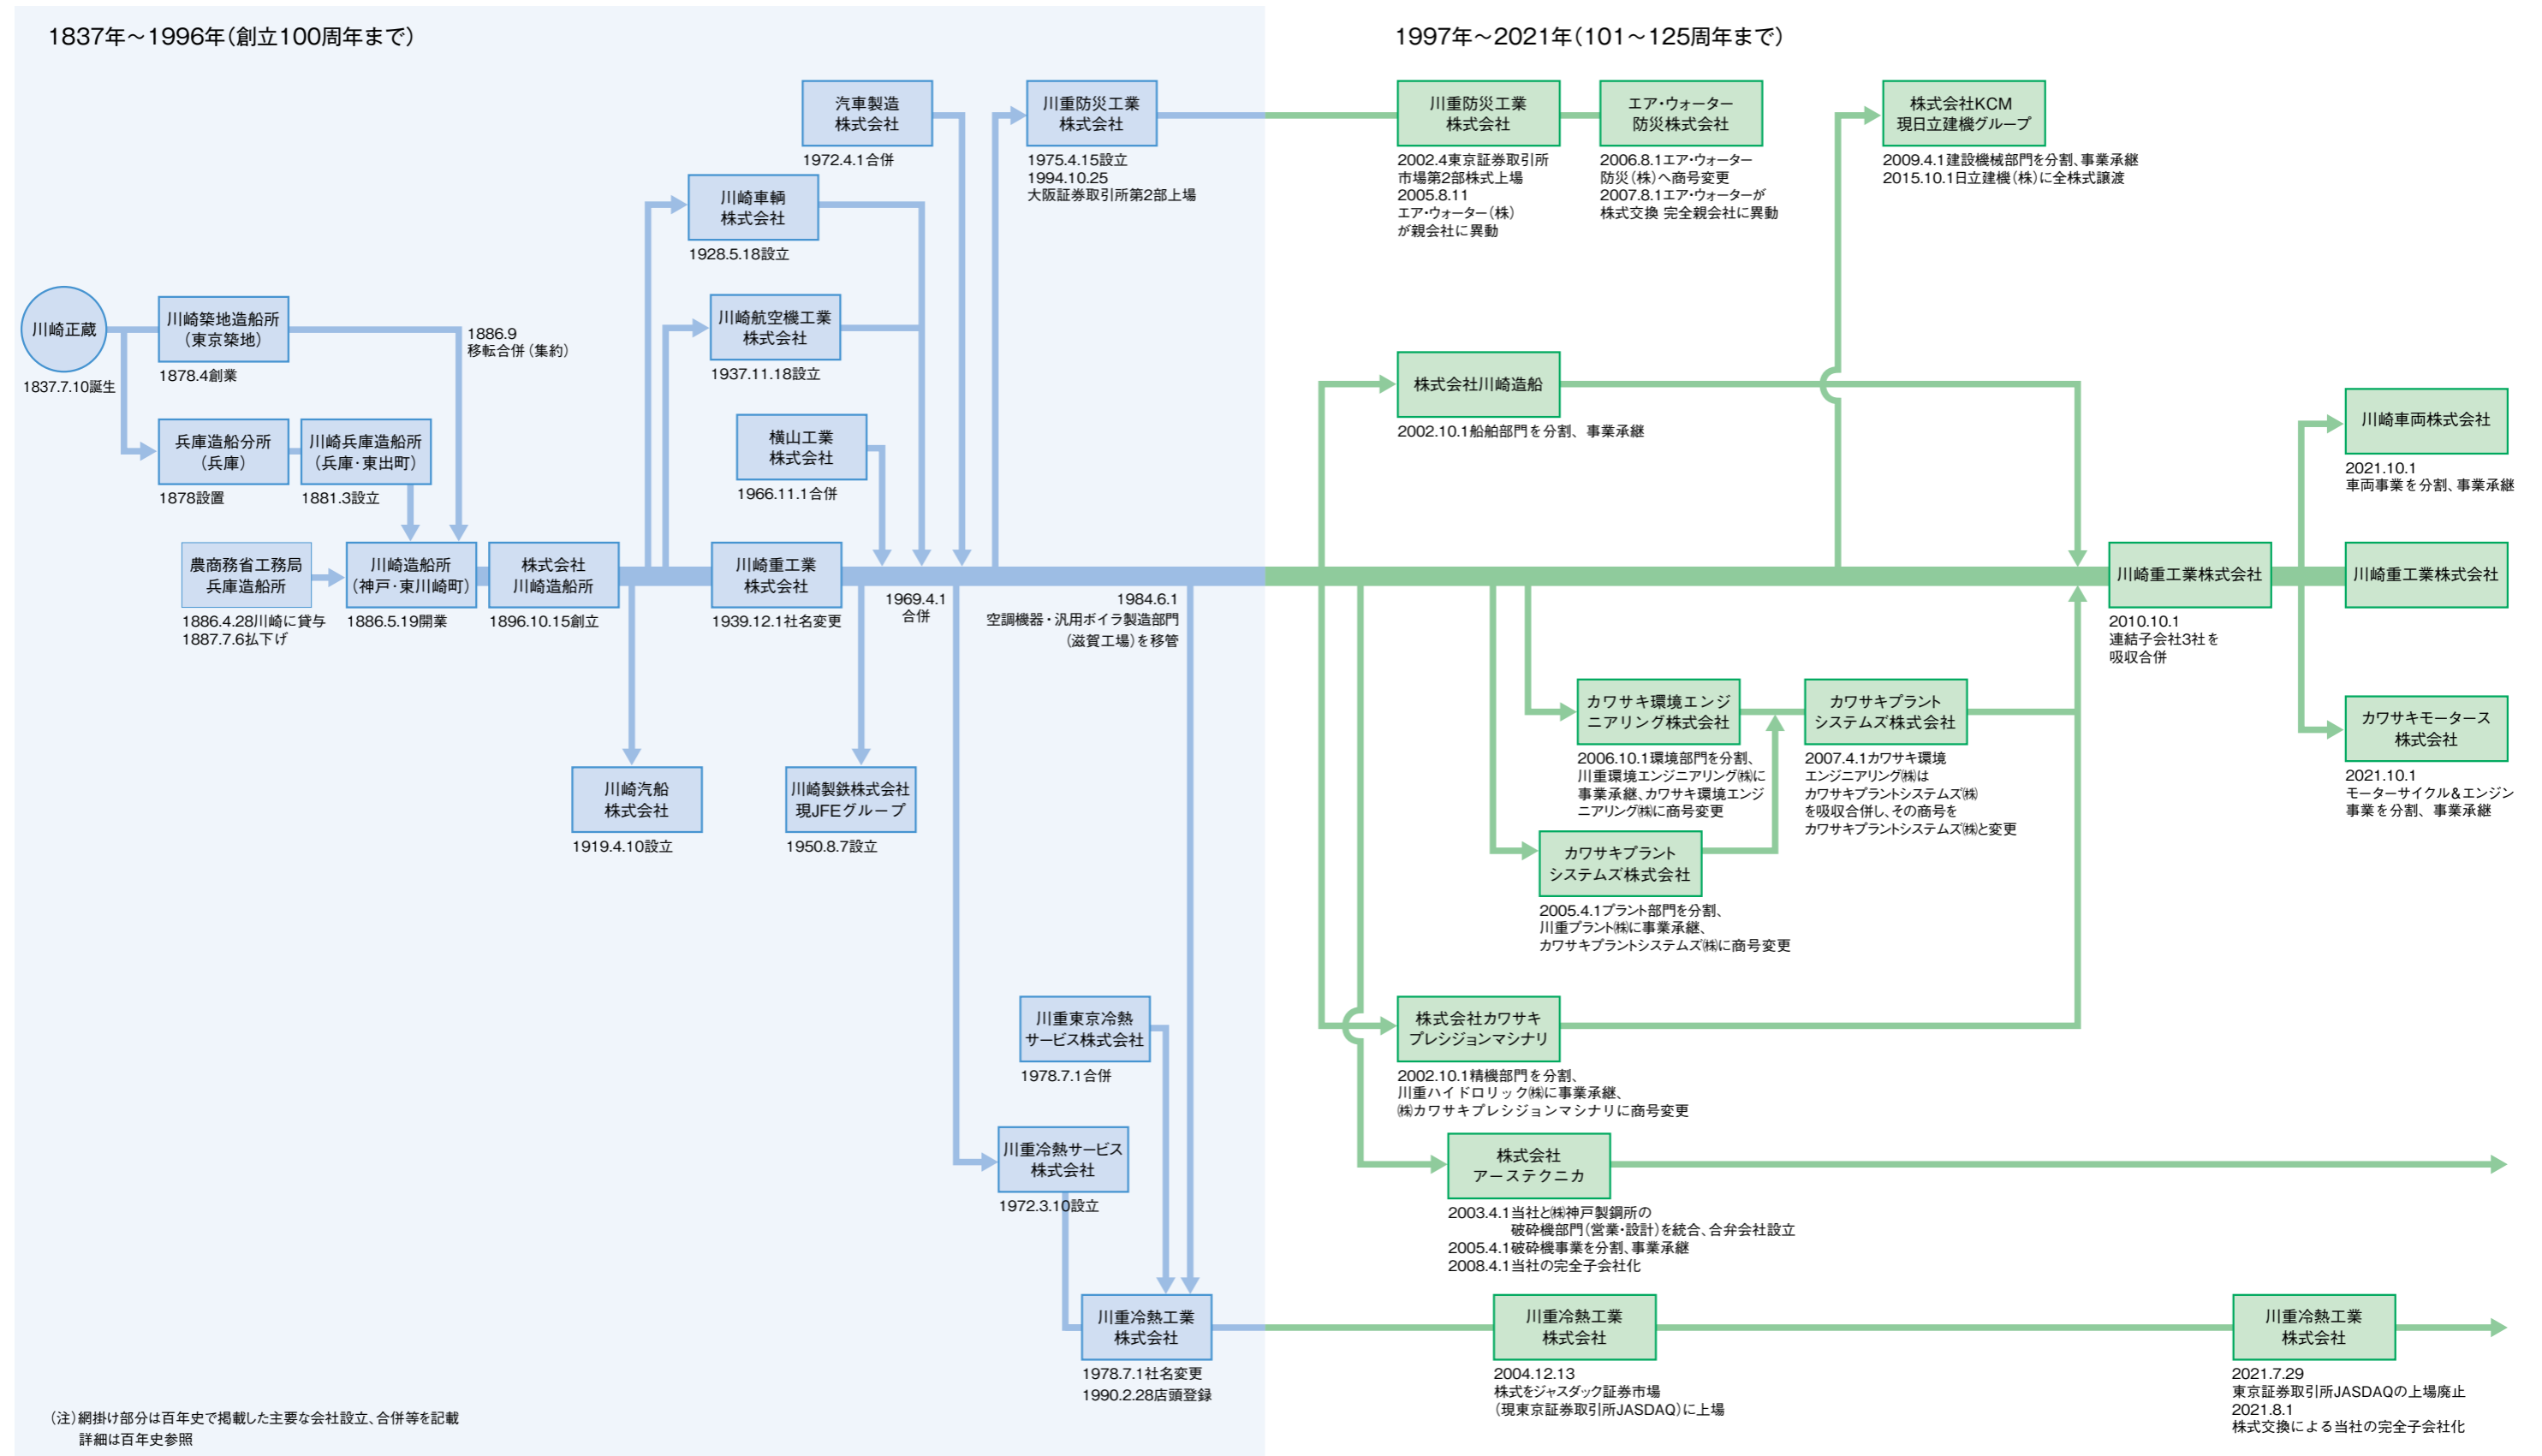 1837年～1996年(創立100周年まで)
1997年～2021年(101～125周年まで)
川崎正蔵
1837.7.10誕生
川崎築地造船所
(東京築地)
1878.4創業
1886.9
移転合併(集約)
兵庫造船分所
(兵庫)
1878設置
川崎兵庫造船所
(兵庫・東出町)
1881.3設立
農商務省工務局
兵庫造船所
1886.4.28川崎に貸与
1887.7.6払下げ
川崎造船所
(神戸・東川崎町)
1886.5.19開業
株式会社
川崎造船所
1896.10.15創立
川崎車輌
株式会社
1928.5.18設立
川崎航空機工業
株式会社
1937.11.18設立
横山工業
株式会社
1966.11.1合併
汽車製造
株式会社
1972.4.1合併
川崎重工業
株式会社
1939.12.1社名変更
1969.4.1
合併
川崎汽船
株式会社
1919.4.10設立
川崎製鉄株式会社
現JFEグループ
1950.8.7設立
川重防災工業
株式会社
1975.4.15設立
1994.10.25
大阪証券取引所第2部上場
1984.6.1
空調機器・汎用ボイラ製造部門
(滋賀工場)を移管
川重東京冷熱
サービス株式会社
1978.7.1合併
川重冷熱サービス
株式会社
1972.3.10設立
川重冷熱工業
株式会社
1978.7.1社名変更
1990.2.28店頭登録
(注)網掛け部分は百年史で掲載した主要な会社設立、合併等を記載
詳細は百年史参照
川重防災工業
株式会社
2002.4東京証券取引所
市場第2部株式上場
2005.8.11
エア・ウォーター(株)
が親会社に異動
エア・ウォーター
防災株式会社
2006.8.1エア・ウォーター
防災(株)へ商号変更
2007.8.1エア・ウォーターが
株式交換 完全親会社に異動
株式会社KCM
現日立建機グループ
2009.4.1建設機械部門を分割、事業承継
2015.10.1日立建機(株)に全株式譲渡
株式会社川崎造船
2002.10.1船舶部門を分割、事業承継
カワサキ環境エンジ
ニアリング株式会社
2006.10.1環境部門を分割、
川重環境エンジニアリング㈱に
事業承継、カワサキ環境エンジ
ニアリング㈱に商号変更
カワサキプラント
システムズ株式会社
2007.4.1カワサキ環境
エンジニアリング㈱は
カワサキプラントシステムズ㈱
を吸収合併し、その商号を
カワサキプラントシステムズ㈱と変更
カワサキプラント
システムズ株式会社
2005.4.1プラント部門を分割、
川重プラント㈱に事業承継、
カワサキプラントシステムズ㈱に商号変更
株式会社カワサキ
プレシジョンマシナリ
2002.10.1精機部門を分割、
川重ハイドロリック㈱に事業承継、
㈱カワサキプレシジョンマシナリに商号変更
株式会社
アーステクニカ
2003.4.1当社と㈱神戸製鋼所の
破砕機部門(営業・設計)を統合、合弁会社設立
2005.4.1破砕機事業を分割、事業承継
2008.4.1当社の完全子会社化
川重冷熱工業
株式会社
2004.12.13
株式をジャスダック証券市場
(現東京証券取引所JASDAQ)に上場
川重冷熱工業
株式会社
2021.7.29
東京証券取引所JASDAQの上場廃止
2021.8.1
株式交換による当社の完全子会社化
川崎重工業株式会社
2010.10.1
連結子会社3社を
吸収合併
川崎車両株式会社
2021.10.1
車両事業を分割、事業承継
川崎重工業株式会社
カワサキモータース
株式会社
2021.10.1
モーターサイクル&エンジン
事業を分割、事業承継